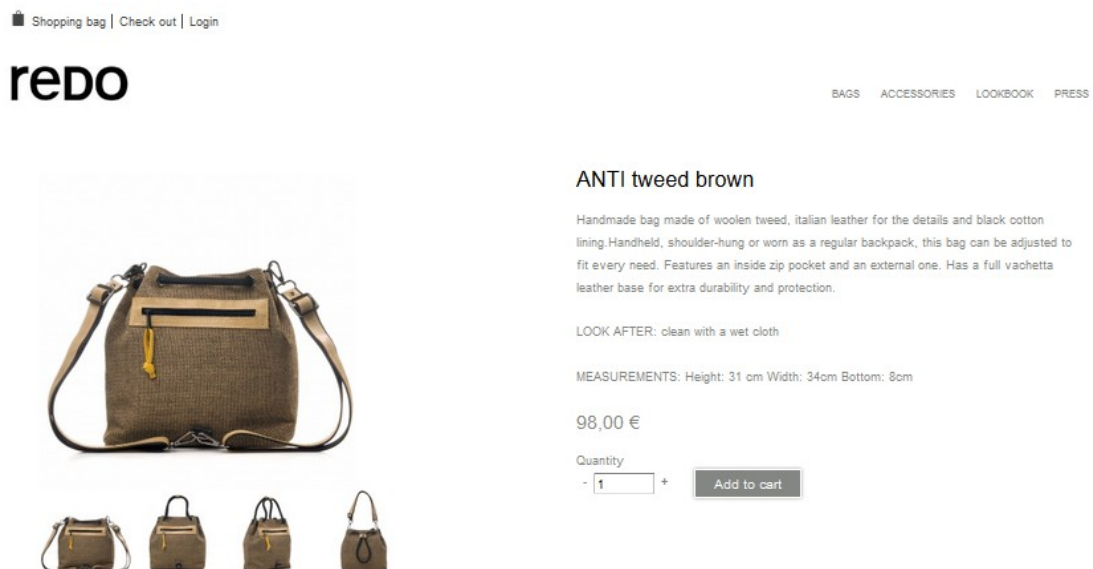 Shopping bag | Check out | Login
reDO
BAGS ACCESSORIES LOOKBOOK PRESS
ANTI tweed brown
Handmade bag made of woolen tweed, italian leather for the details and black cotton
lining.Handheld, shoulder-hung or worn as a regular backpack, this bag can be adjusted to
fit every need. Features an inside zip pocket and an external one. Has a full vachetta
leather base for extra durability and protection.
LOOK AFTER: clean with a wet cloth
MEASUREMENTS: Height: 31 cm Width: 34cm Bottom: 8cm
98,00 €
Quantity
- 1 + Add to cart